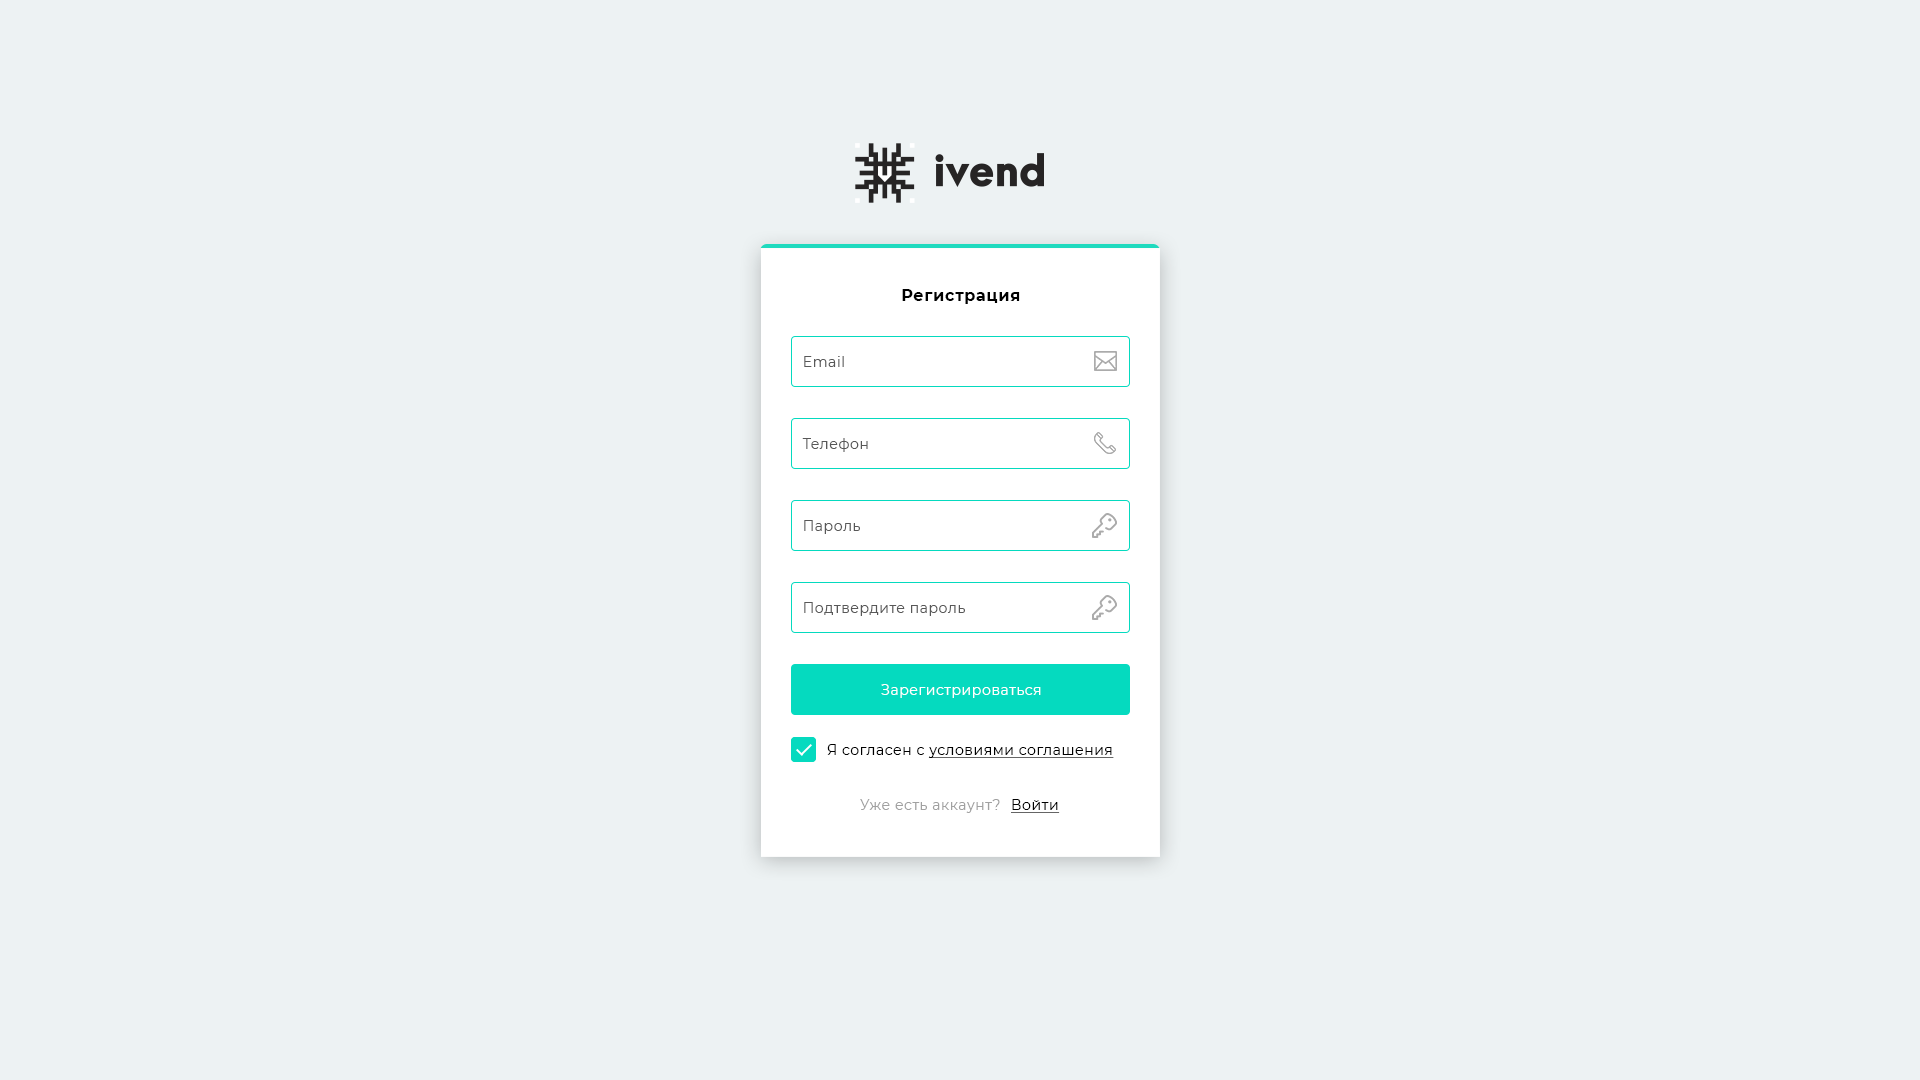 ivend
Регистрация
Email
Телефон
Пароль
Подтвердите пароль
Зарегистрироваться
Я согласен с условиями соглашения
Уже есть аккаунт? Войти